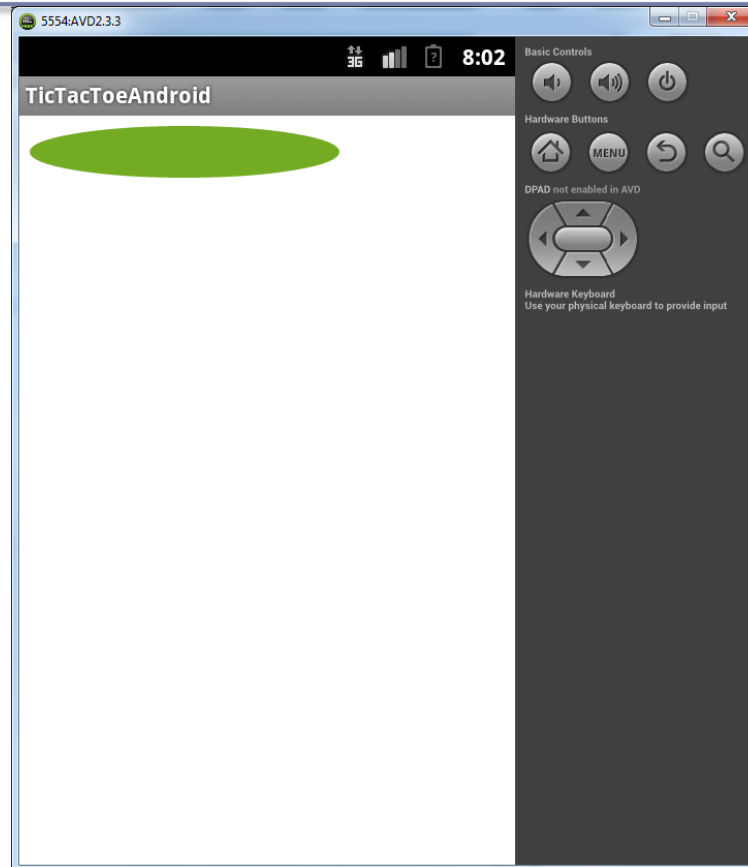 5554:AVD2.3.3
3G ? 8:02
TicTacToeAndroid
Basic Controls
Hardware Buttons
MENU
DPAD not enabled in AVD
Hardware Keyboard
Use your physical keyboard to provide input